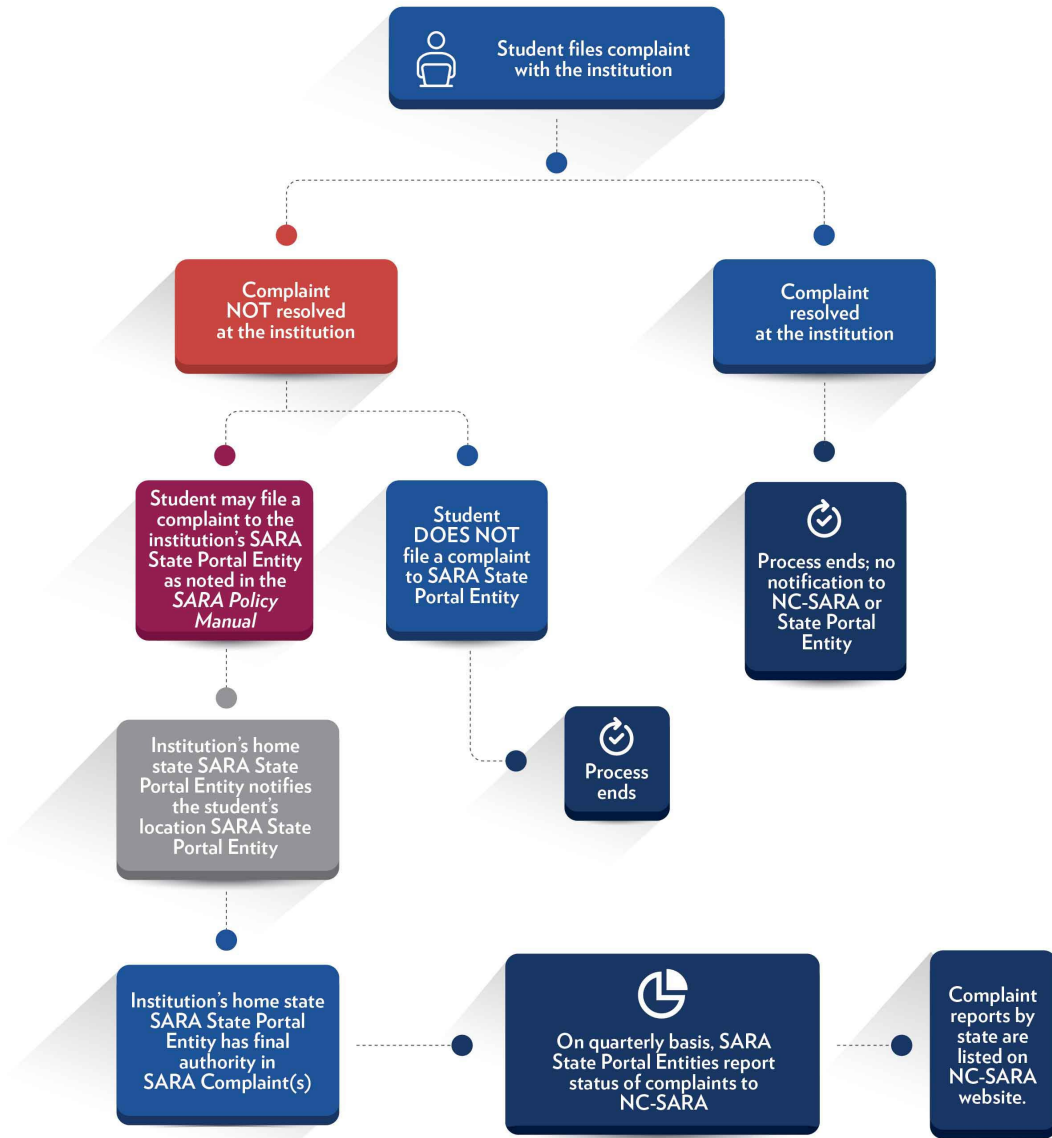 Student files complaint
with the institution
Complaint
NOT resolved
at the institution
Complaint
resolved
at the institution
Student may file a
complaint to the
institution's SARA
State Portal Entity
as noted in the
SARA Policy
Manual
Student
DOES NOT
file a complaint
to SARA State
Portal Entity
Process ends; no
notification to
NC-SARA or
State Portal
Entity
Institution's home
state SARA State
Portal Entity notifies
the student's
location SARA State
Portal Entity
Process
ends
Institution's home state
SARA State Portal
Entity has final
authority in
SARA Complaint(s)
On quarterly basis, SARA
State Portal Entities report
status of complaints to
NC-SARA
Complaint
reports by
state are
listed on
NC-SARA
website.